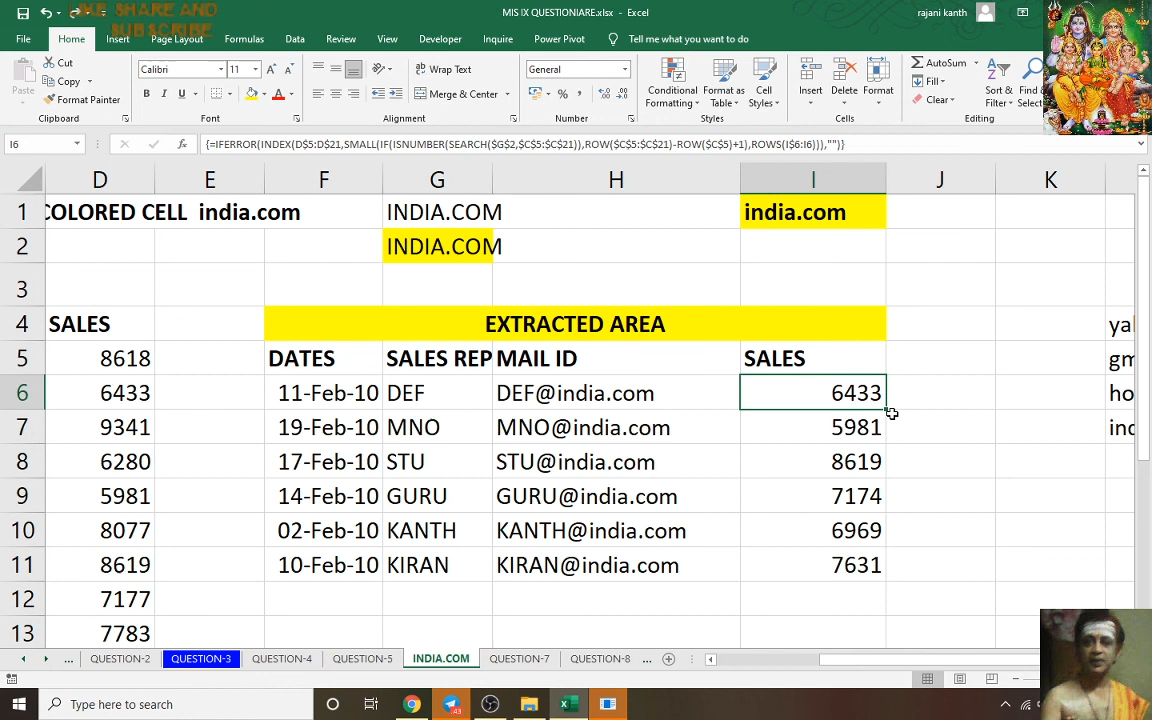 LIKE SHARE AND
SUBSCRIBE
MIS IX QUESTIONIARE.xlsx - Excel
rajani kanth
File Home Insert Page Layout Formulas Data Review View Developer Inquire Power Pivot Tell me what you want to do
Paste
Cut
Copy
Format Painter
Clipboard
Calibri 11
B I U
Font
Wrap Text
Merge & Center
Alignment
General
Number
Conditional Formatting
Format as Table
Cell Styles
Styles
Insert Delete Format
Cells
AutoSum
Fill
Clear
Sort & Filter
Find &
Editing
I6 {=IFERROR(INDEX(D$5:D$21,SMALL(IF(ISNUMBER(SEARCH($G$2,$C$5:$C$21)),ROW($C$5:$C$21)-ROW($C$5)+1),ROWS(I$6:I6))),"")}
D E F G H I J K
1 COLORED CELL india.com INDIA.COM india.com
2 INDIA.COM
3
4 SALES EXTRACTED AREA
5 8618 DATES SALES REP MAIL ID SALES
6 6433 11-Feb-10 DEF DEF@india.com 6433
7 9341 19-Feb-10 MNO MNO@india.com 5981
8 6280 17-Feb-10 STU STU@india.com 8619
9 5981 14-Feb-10 GURU GURU@india.com 7174
10 8077 02-Feb-10 KANTH KANTH@india.com 6969
11 8619 10-Feb-10 KIRAN KIRAN@india.com 7631
12 7177
13 7783
... QUESTION-2 QUESTION-3 QUESTION-4 QUESTION-5 INDIA.COM QUESTION-7 QUESTION-8 ...
Type here to search
43